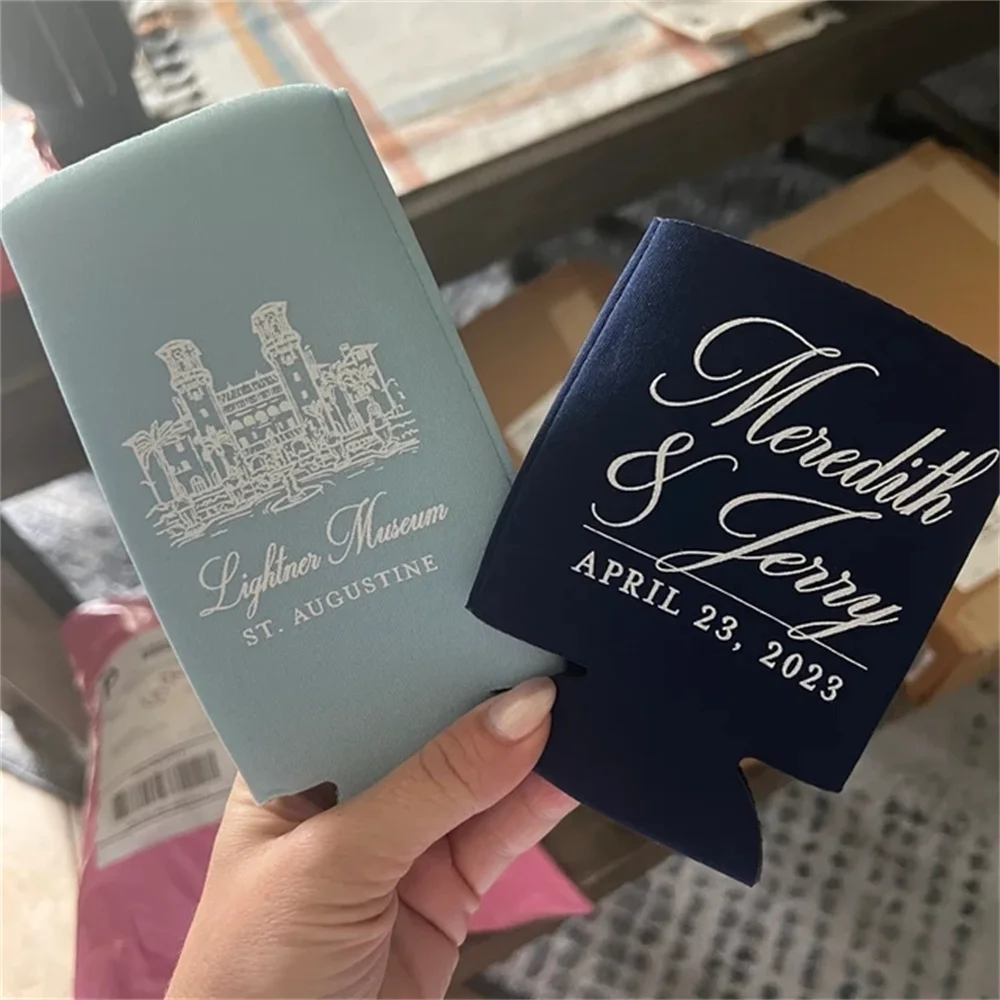 Lightner Museum
ST. AUGUSTINE
Meredith
& Jerry
APRIL 23, 2023